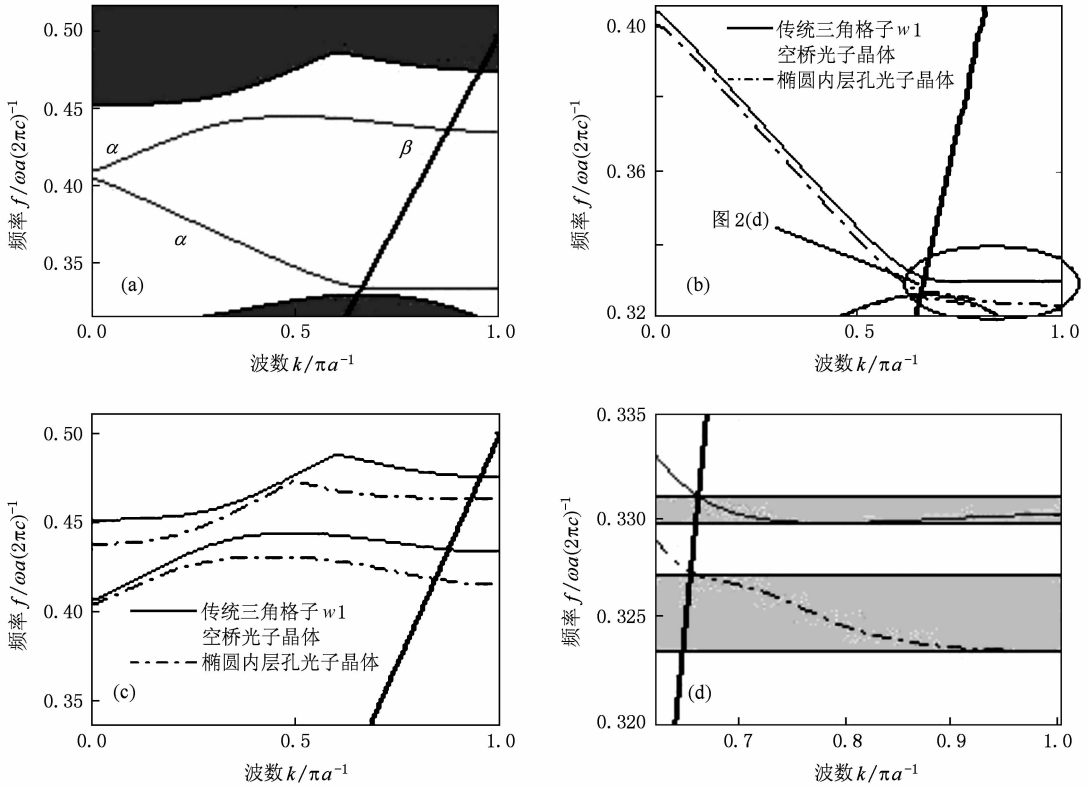 0.50
0.45
0.40
0.35
频率 f/ωa(2πc)⁻¹
α
α
β
(a)
0.0
0.5
1.0
波数 k/πa⁻¹
0.40
0.36
0.32
频率 f/ωa(2πc)⁻¹
传统三角格子 w1
空桥光子晶体
椭圆内层孔光子晶体
图 2(d)
(b)
0.0
0.5
1.0
波数 k/πa⁻¹
0.50
0.45
0.40
0.35
频率 f/ωa(2πc)⁻¹
传统三角格子 w1
空桥光子晶体
椭圆内层孔光子晶体
(c)
0.0
0.5
1.0
波数 k/πa⁻¹
0.335
0.330
0.325
0.320
频率 f/ωa(2πc)⁻¹
(d)
0.7
0.8
0.9
1.0
波数 k/πa⁻¹